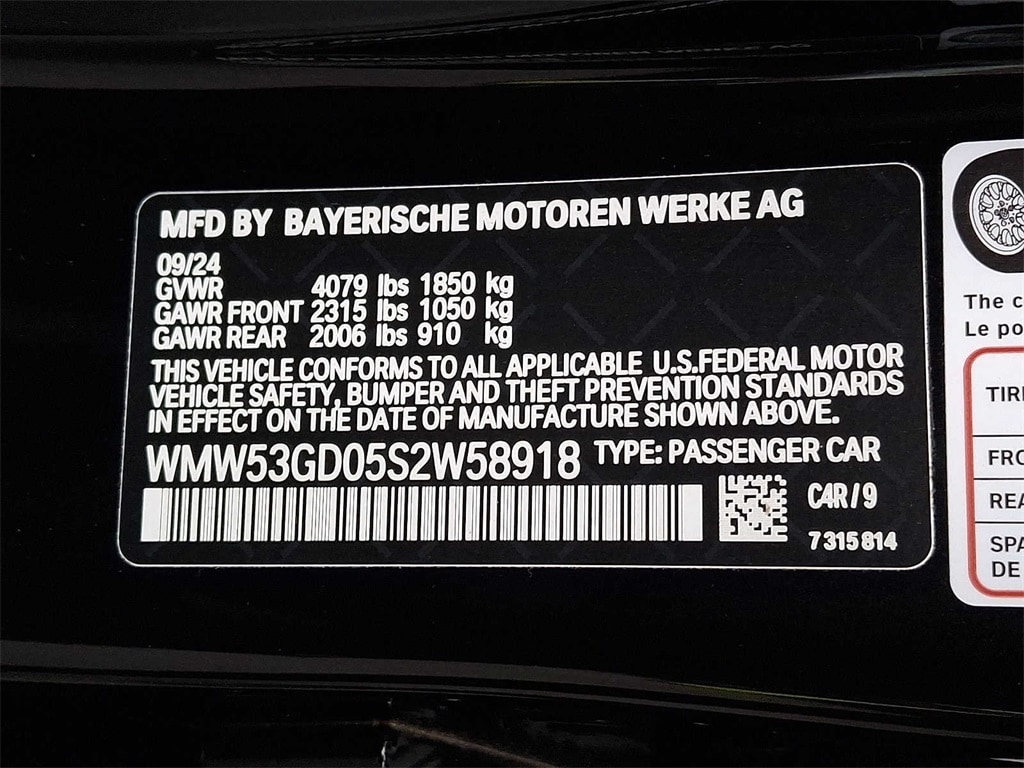 MFD BY BAYERISCHE MOTOREN WERKE AG
09/24
GVWR 4079 lbs 1850 kg
GAWR FRONT 2315 lbs 1050 kg
GAWR REAR 2006 lbs 910 kg
THIS VEHICLE CONFORMS TO ALL APPLICABLE U.S.FEDERAL MOTOR
VEHICLE SAFETY, BUMPER AND THEFT PREVENTION STANDARDS
IN EFFECT ON THE DATE OF MANUFACTURE SHOWN ABOVE.
WMW53GD05S2W58918 TYPE: PASSENGER CAR
C4R/9
7315814
The c
Le po
TIRE
FRO
REA
SPA
DE